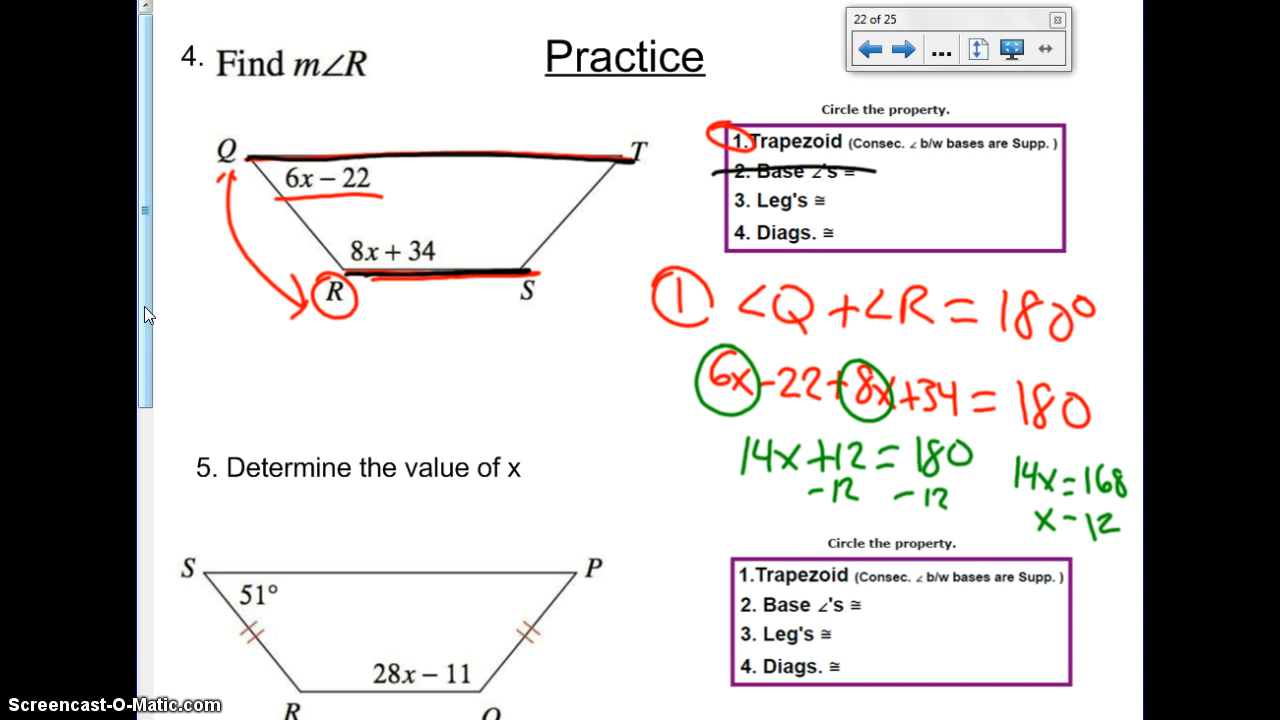 22 of 25
4. Find m∠R
Practice
Circle the property.
1.Trapezoid (Consec. ∠ b/w bases are Supp. )
2. Base ∠'s ≅
3. Leg's ≅
4. Diags. ≅
Q
T
6x − 22
8x + 34
R
S
1 <Q + <R = 180°
6x - 22 + 8x + 34 = 180
14x + 12 = 180
- 12 - 12
14x = 168
x - 12
5. Determine the value of x
Circle the property.
1.Trapezoid (Consec. ∠ b/w bases are Supp. )
2. Base ∠'s ≅
3. Leg's ≅
4. Diags. ≅
S
P
51°
28x − 11
R
Q
Screencast-O-Matic.com